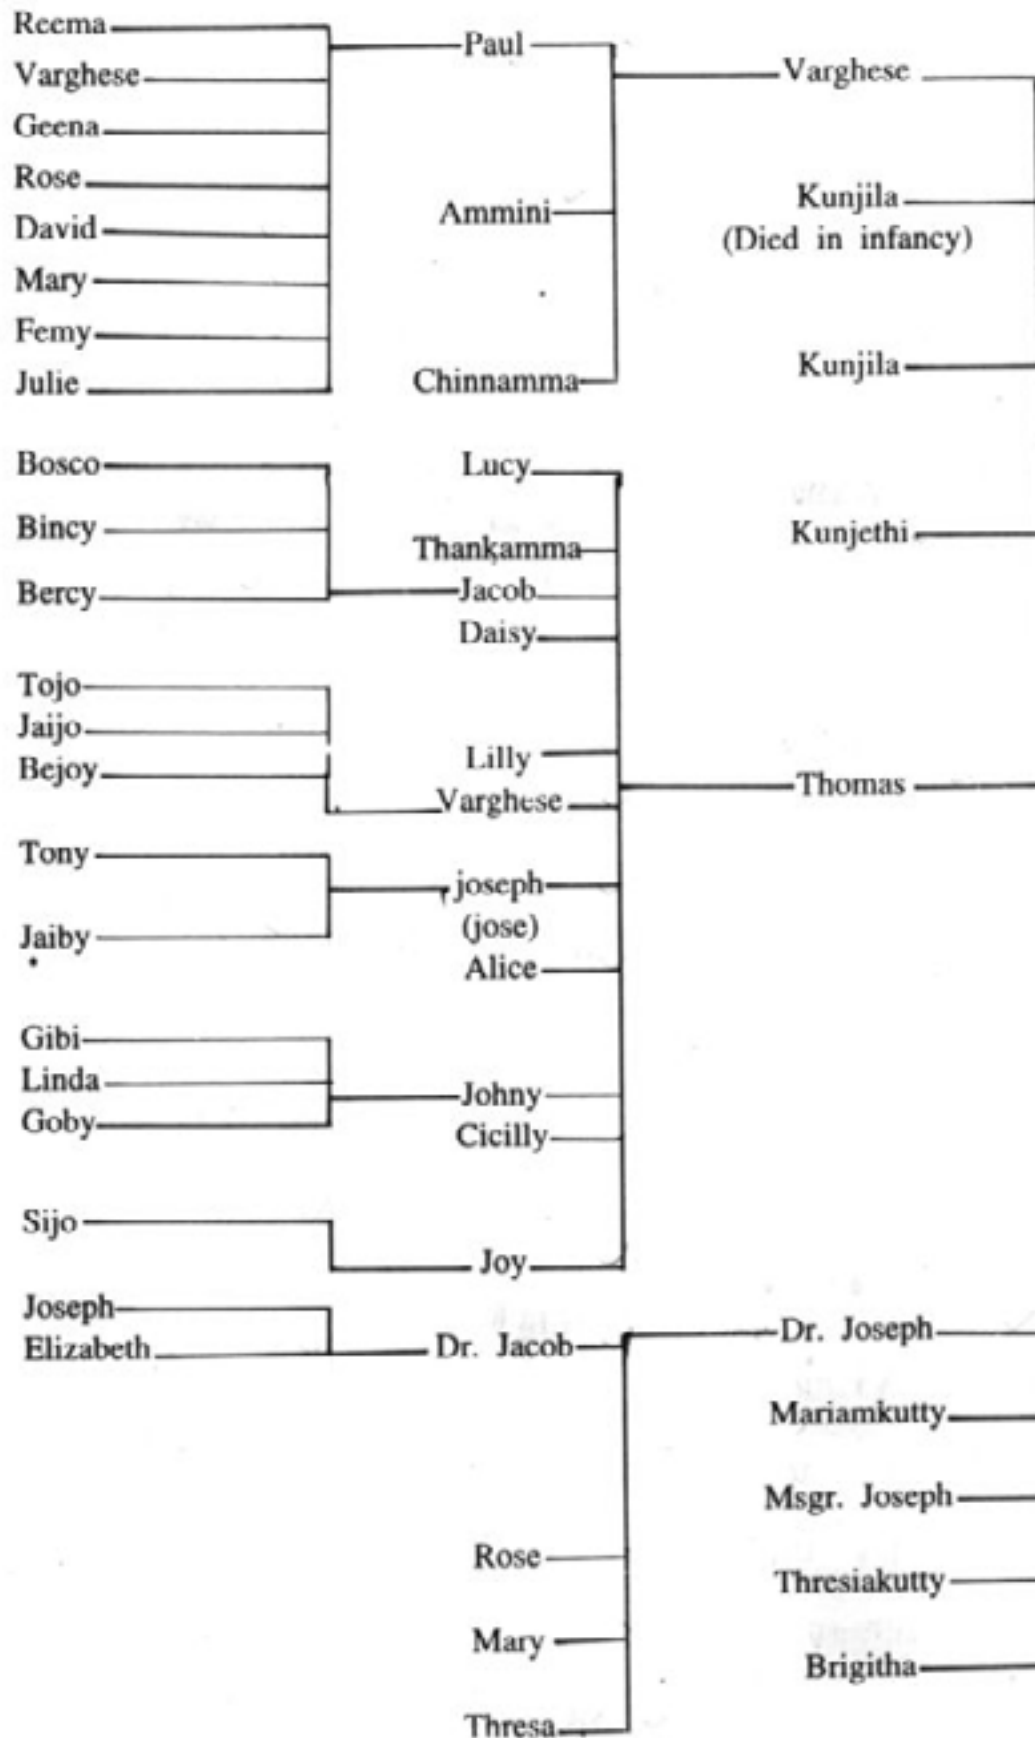 Reema
Paul
Varghese
Varghese
Geena
Rose
Ammini
Kunjila
(Died in infancy)
David
Mary
Femy
Julie
Chinnamma
Kunjila
Bosco
Lucy
Bincy
Thankamma
Kunjethi
Bercy
Jacob
Daisy
Tojo
Jaijo
Bejoy
Lilly
Varghese
Thomas
Tony
joseph
(jose)
Jaiby
Alice
Gibi
Linda
Goby
Johny
Cicilly
Sijo
Joy
Joseph
Elizabeth
Dr. Jacob
Dr. Joseph
Mariamkutty
Msgr. Joseph
Rose
Thresiakutty
Mary
Brigitha
Thresa